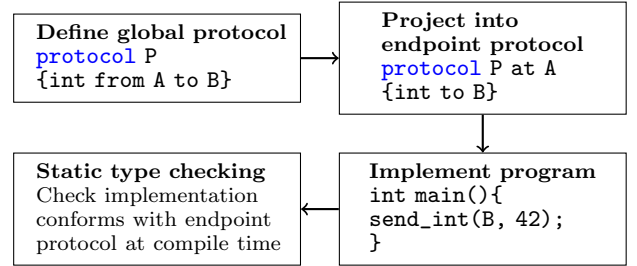 Define global protocol
protocol P
{int from A to B}
Project into
endpoint protocol
protocol P at A
{int to B}
Implement program
int main(){
send_int(B, 42);
}
Static type checking
Check implementation
conforms with endpoint
protocol at compile time